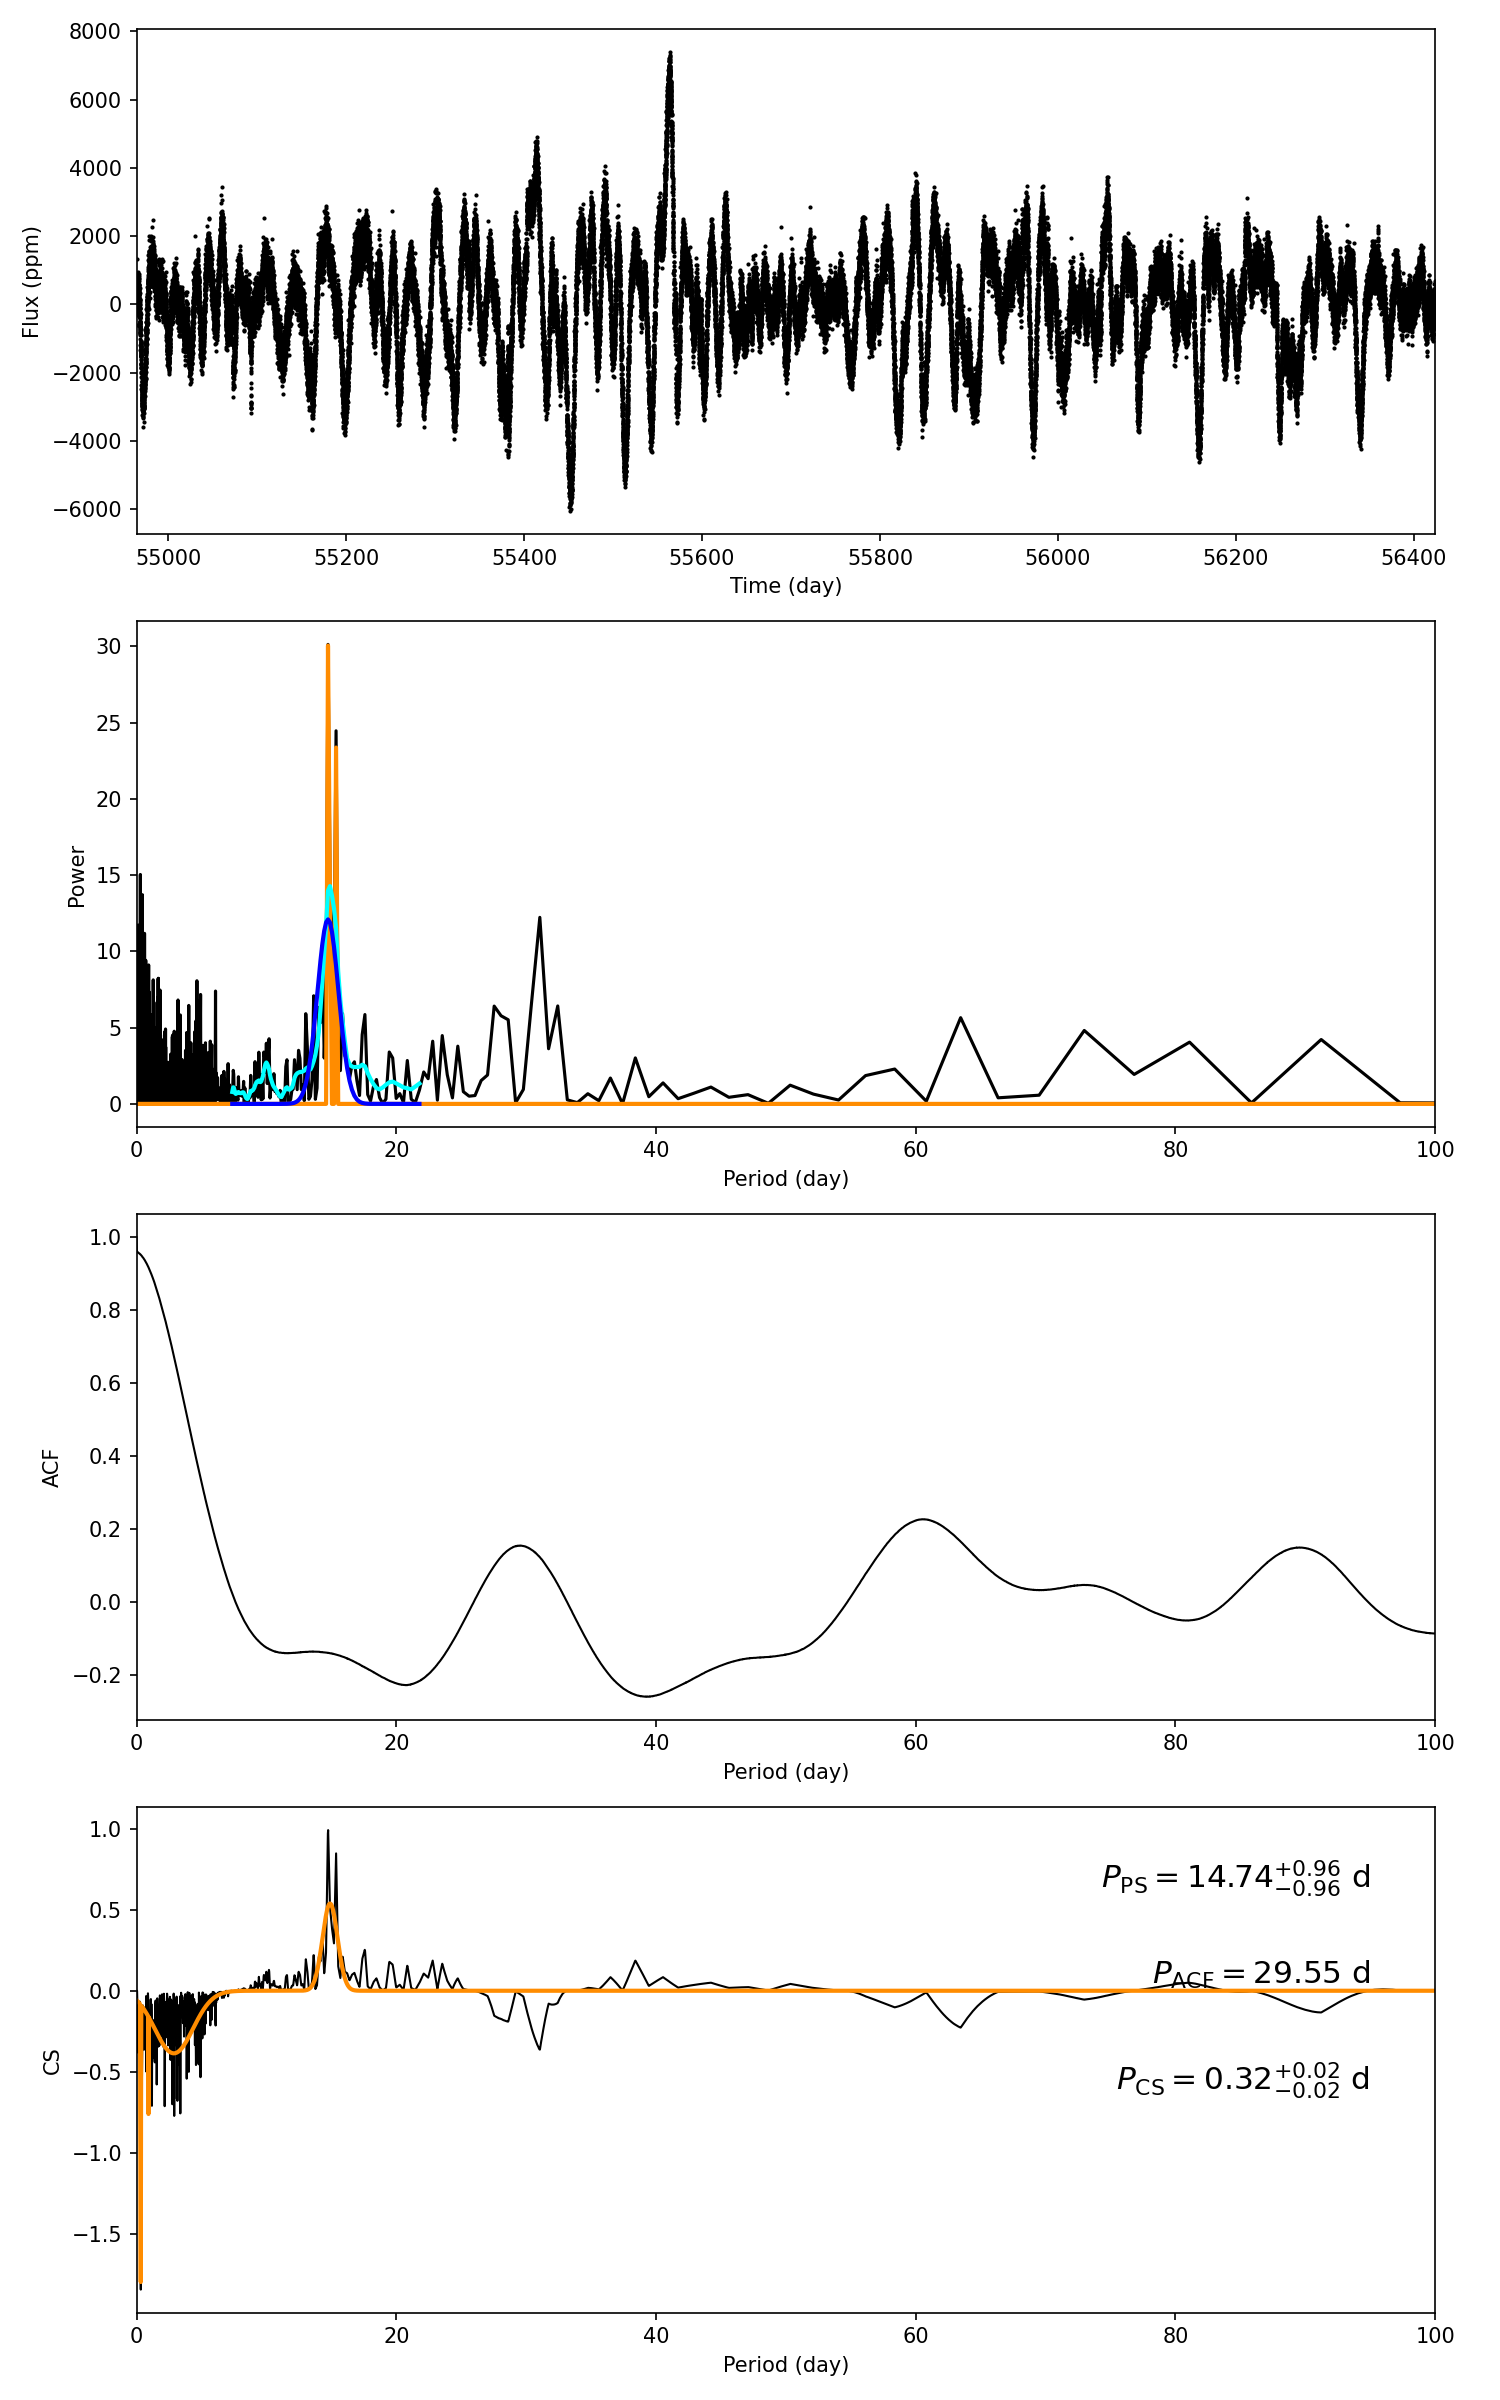 8000
6000
4000
2000
0
−2000
−4000
−6000
Flux (ppm)
55000 55200 55400 55600 55800 56000 56200 56400
Time (day)
30
25
20
15
10
5
0
Power
0 20 40 60 80 100
Period (day)
1.0
0.8
0.6
0.4
0.2
0.0
−0.2
ACF
0 20 40 60 80 100
Period (day)
1.0
0.5
0.0
−0.5
−1.0
−1.5
CS
P_PS = 14.74 +0.96 −0.96 d
P_ACF = 29.55 d
P_CS = 0.32 +0.02 −0.02 d
0 20 40 60 80 100
Period (day)